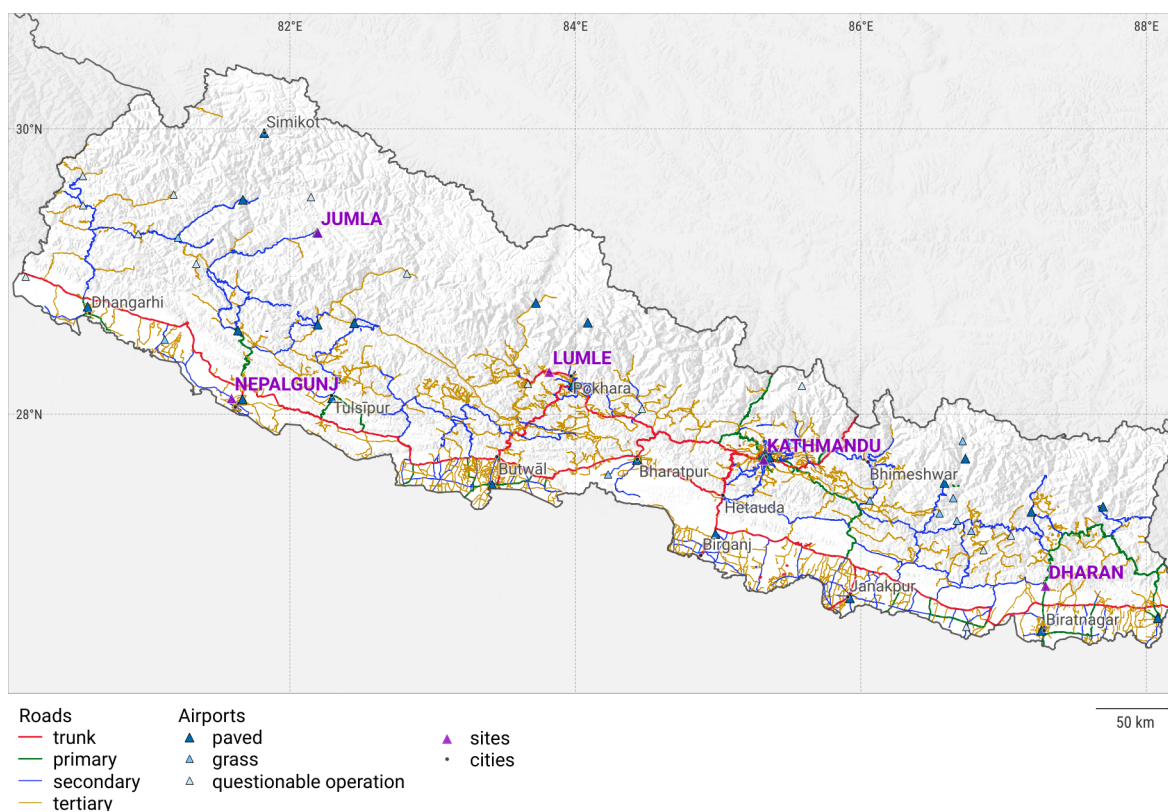 82°E
84°E
86°E
88°E
30°N
Simikot
JUMLA
Dhangarhi
LUMLE
NEPALGUNJ
Pokhara
Tulsipur
28°N
KATHMANDU
Butwāl
Bharatpur
Bhimeshwar
Hetauda
Birganj
DHARAN
Janakpur
Biratnagar
50 km
Roads
trunk
primary
secondary
tertiary
Airports
paved
grass
questionable operation
sites
cities